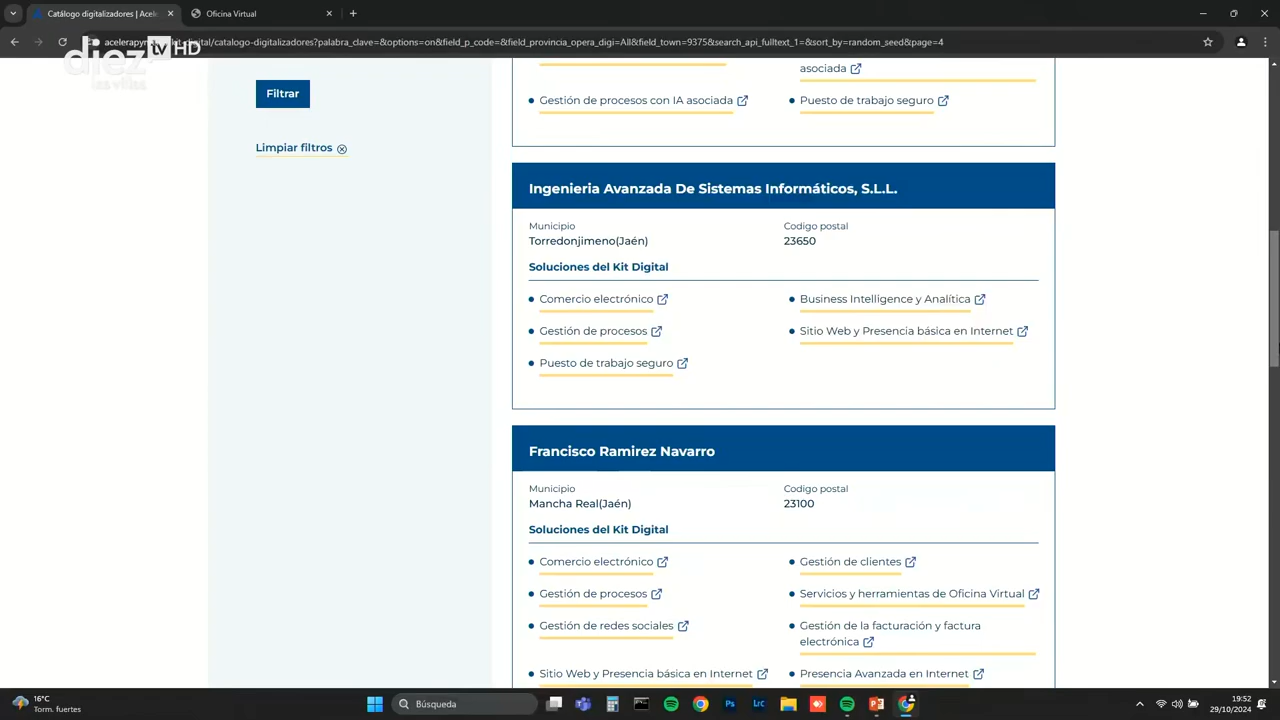 Catálogo digitalizadores | Acele
Oficina Virtual
diez tv HD
las villas
digital/catalogo-digitalizadores?palabra_clave=&options=on&field_p_code=&field_provincia_opera_digi=All&field_town=9375&search_api_fulltext_1=&sort_by=random_seed&page=4
asociada
Filtrar
Gestión de procesos con IA asociada
Puesto de trabajo seguro
Limpiar filtros
Ingenieria Avanzada De Sistemas Informáticos, S.L.L.
Municipio
Codigo postal
Torredonjimeno(Jaén)
23650
Soluciones del Kit Digital
Comercio electrónico
Business Intelligence y Analítica
Gestión de procesos
Sitio Web y Presencia básica en Internet
Puesto de trabajo seguro
Francisco Ramirez Navarro
Municipio
Codigo postal
Mancha Real(Jaén)
23100
Soluciones del Kit Digital
Comercio electrónico
Gestión de clientes
Gestión de procesos
Servicios y herramientas de Oficina Virtual
Gestión de redes sociales
Gestión de la facturación y factura
electrónica
Sitio Web y Presencia básica en Internet
Presencia Avanzada en Internet
16°C
Torm. fuertes
Búsqueda
Ps
LC
19:52
29/10/2024